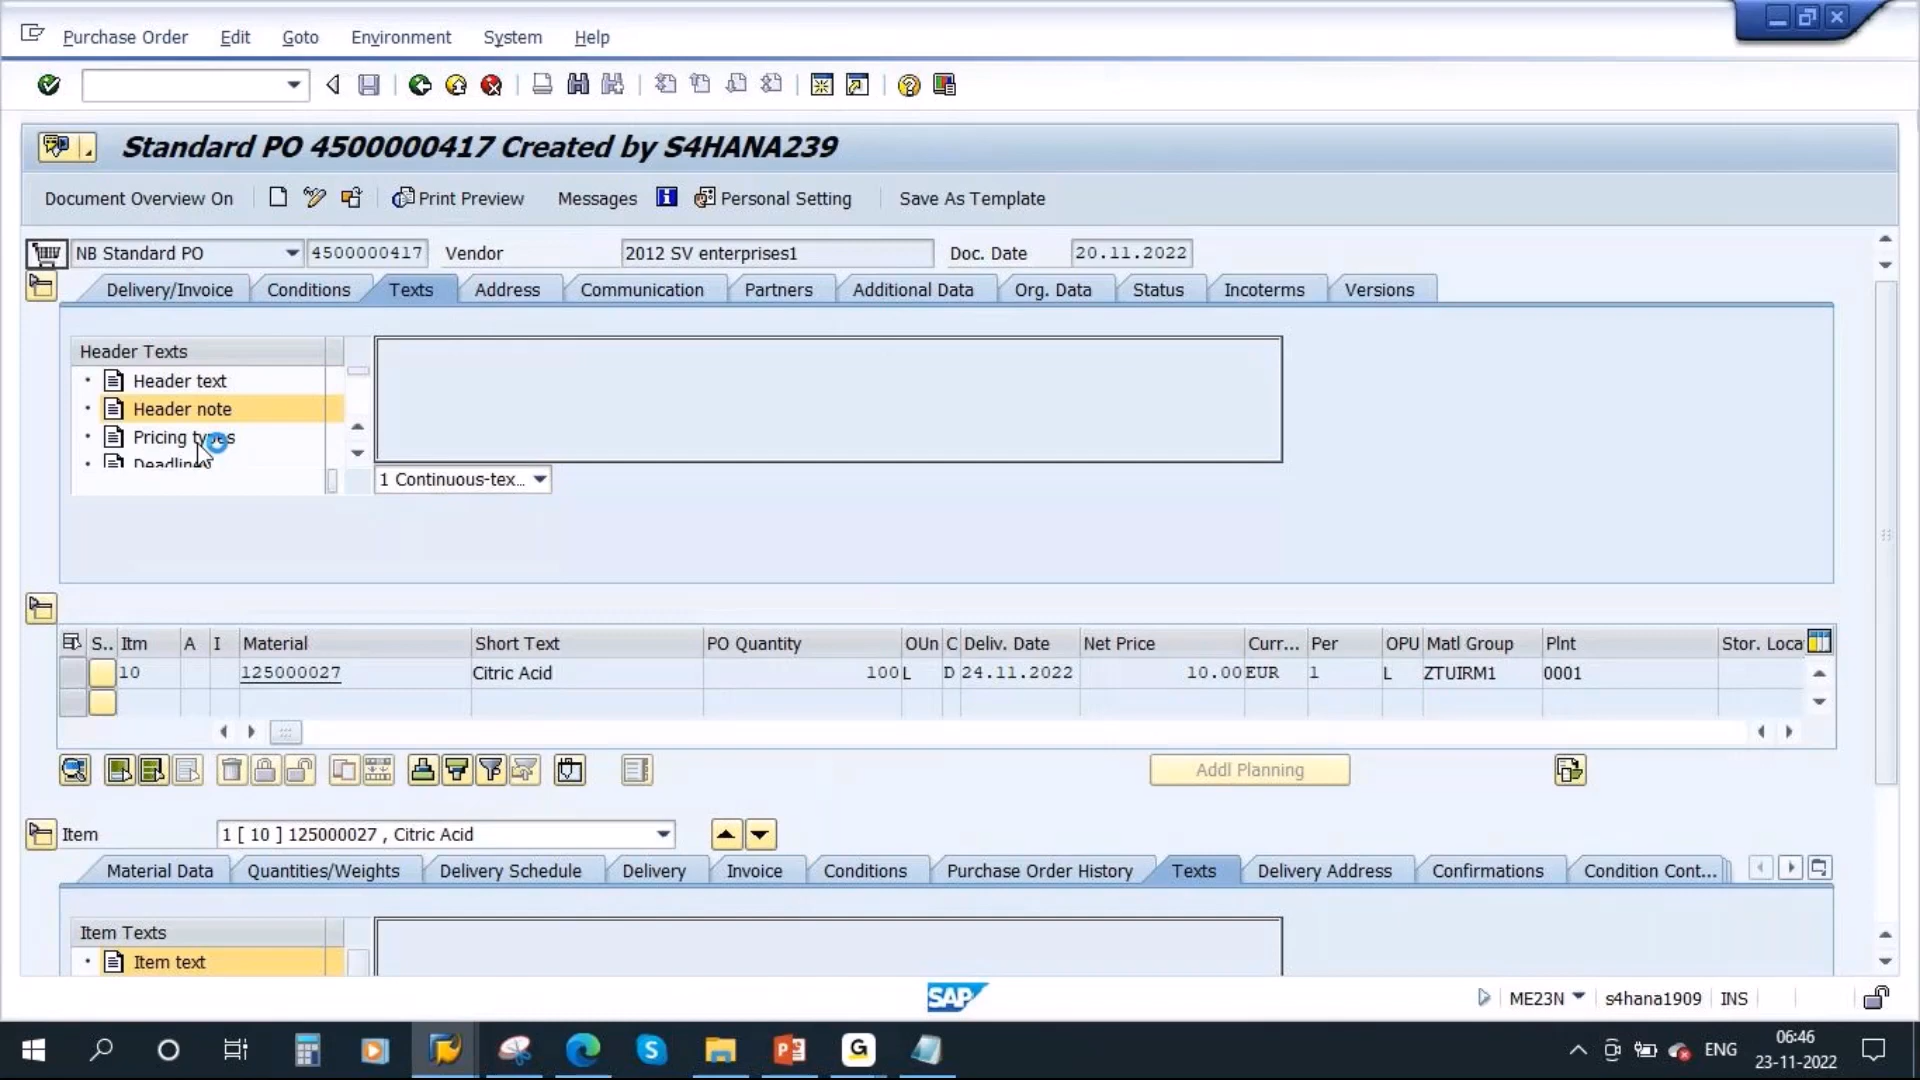 Purchase Order Edit Goto Environment System Help
Standard PO 4500000417 Created by S4HANA239
Document Overview On Print Preview Messages Personal Setting Save As Template
NB Standard PO 4500000417 Vendor 2012 SV enterprises1 Doc. Date 20.11.2022
Delivery/Invoice Conditions Texts Address Communication Partners Additional Data Org. Data Status Incoterms Versions
Header Texts
Header text
Header note
Pricing types
Deadlines
1 Continuous-tex...
S.. Itm A I Material Short Text PO Quantity OUn C Deliv. Date Net Price Curr... Per OPU Matl Group Plnt Stor. Loca
10 125000027 Citric Acid 100 L D 24.11.2022 10.00 EUR 1 L ZTUIRM1 0001
Addl Planning
Item 1 [ 10 ] 125000027 , Citric Acid
Material Data Quantities/Weights Delivery Schedule Delivery Invoice Conditions Purchase Order History Texts Delivery Address Confirmations Condition Cont...
Item Texts
Item text
SAP ME23N s4hana1909 INS
S P G ENG 06:46
23-11-2022